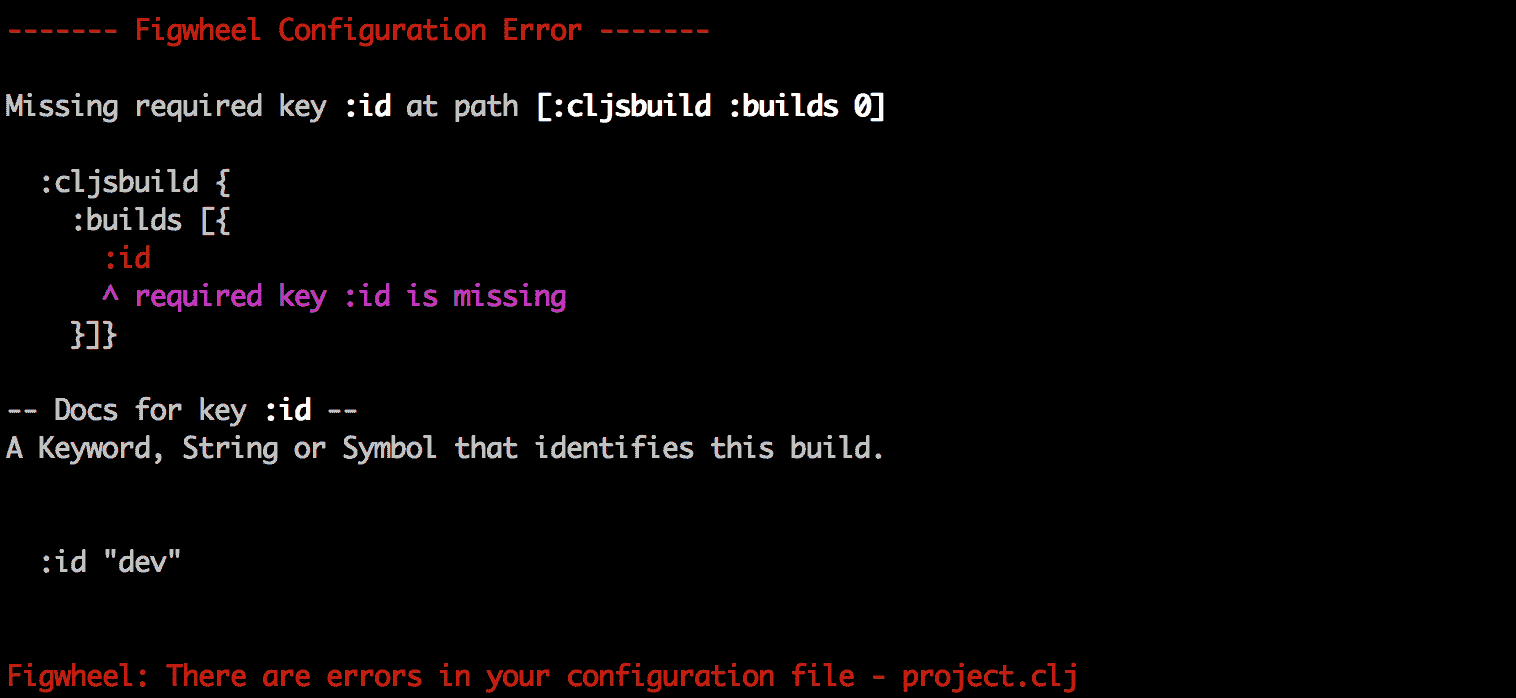 ------- Figwheel Configuration Error -------
Missing required key :id at path [:cljsbuild :builds 0]
:cljsbuild {
:builds [{
:id
^ required key :id is missing
}]}
-- Docs for key :id --
A Keyword, String or Symbol that identifies this build.
:id "dev"
Figwheel: There are errors in your configuration file - project.clj